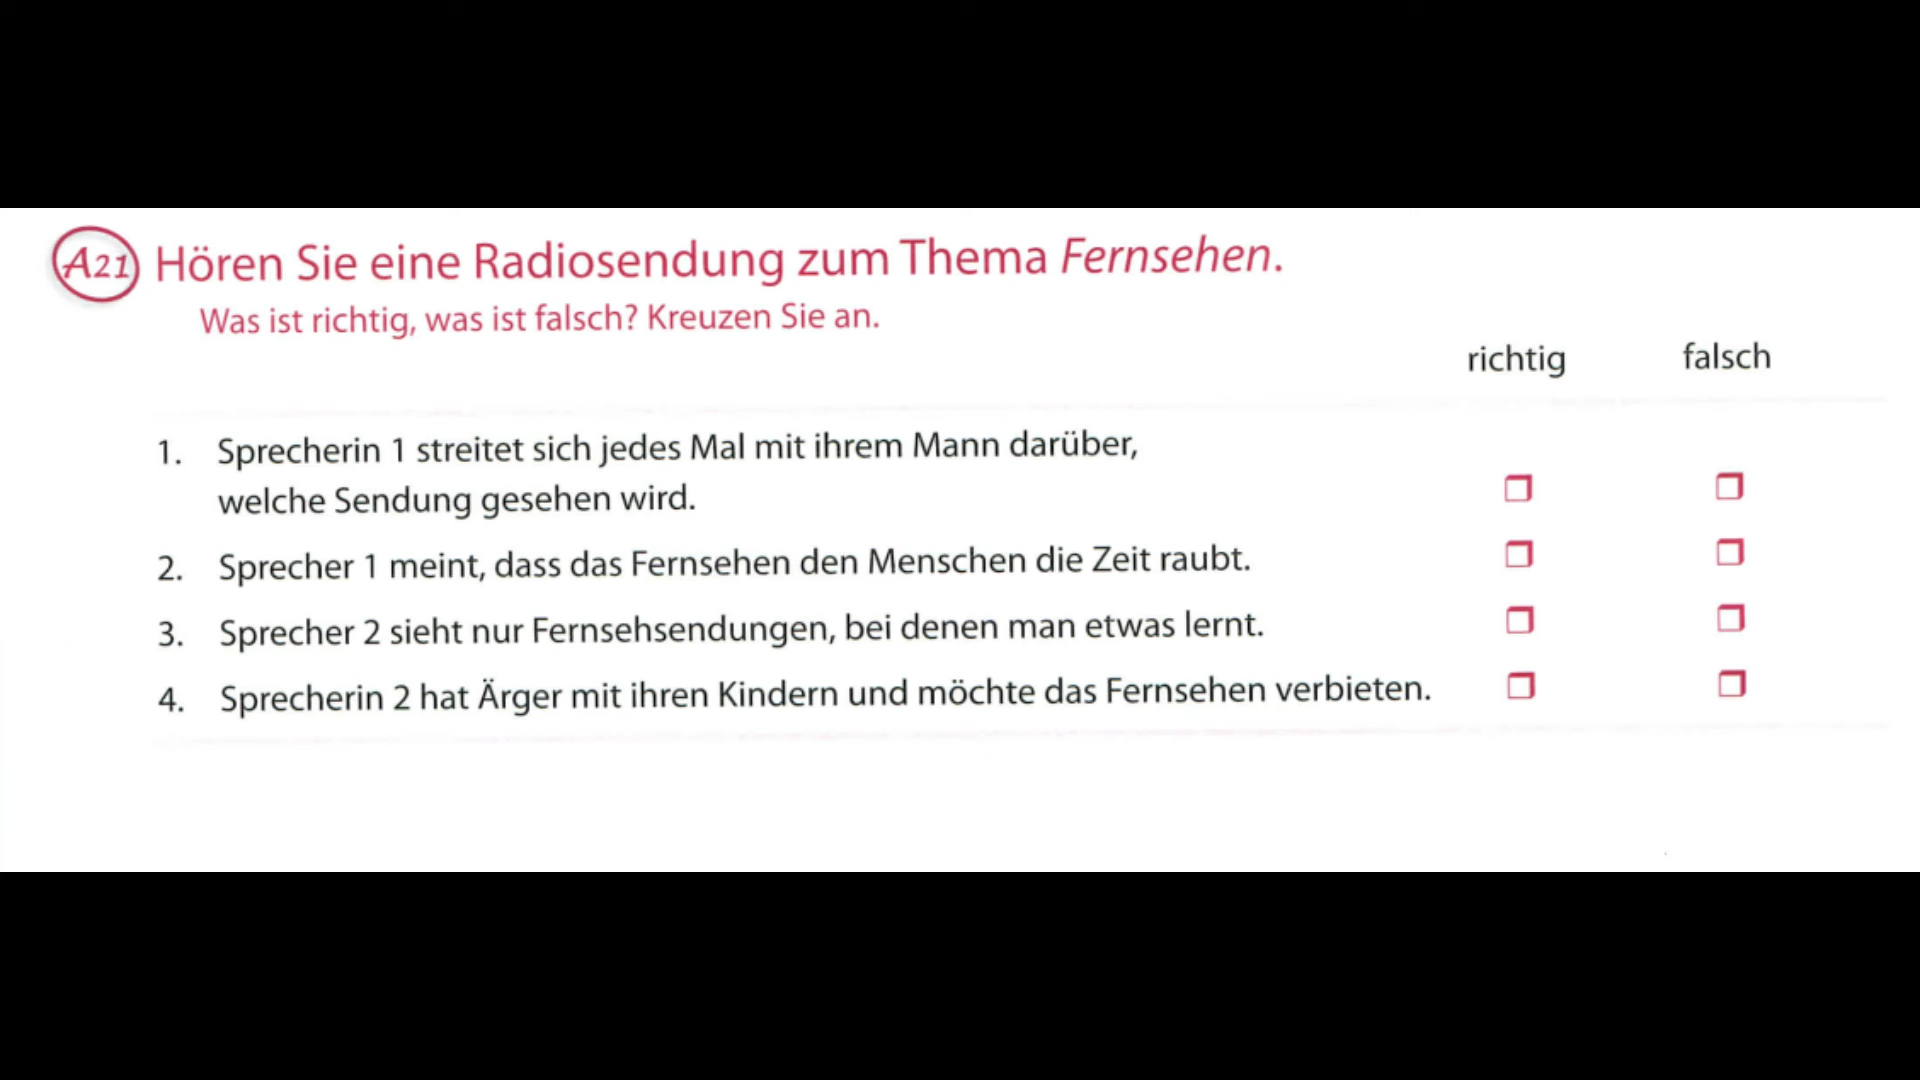 A21 Hören Sie eine Radiosendung zum Thema Fernsehen.
Was ist richtig, was ist falsch? Kreuzen Sie an.
richtig falsch
1. Sprecherin 1 streitet sich jedes Mal mit ihrem Mann darüber,
welche Sendung gesehen wird.
2. Sprecher 1 meint, dass das Fernsehen den Menschen die Zeit raubt.
3. Sprecher 2 sieht nur Fernsehsendungen, bei denen man etwas lernt.
4. Sprecherin 2 hat Ärger mit ihren Kindern und möchte das Fernsehen verbieten.